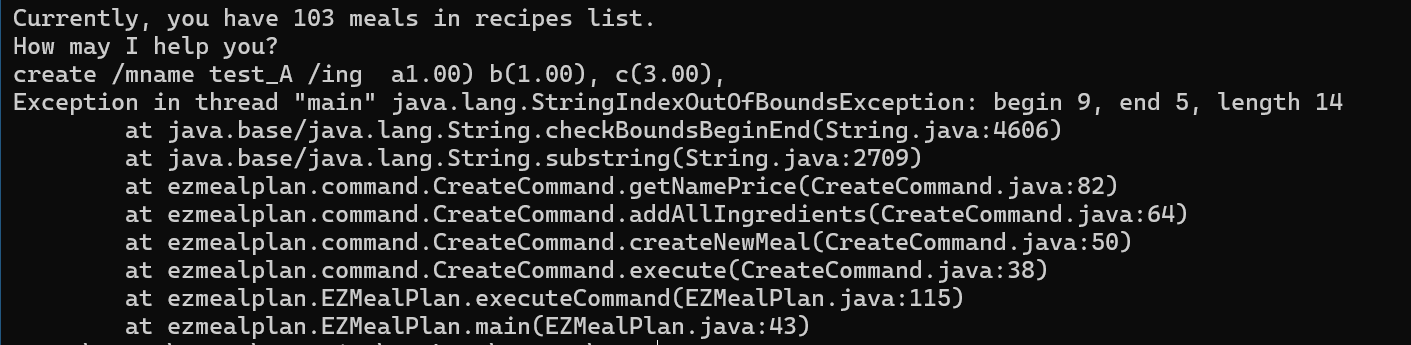 Currently, you have 103 meals in recipes list.
How may I help you?
create /mname test_A /ing  a1.00) b(1.00), c(3.00),
Exception in thread "main" java.lang.StringIndexOutOfBoundsException: begin 9, end 5, length 14
        at java.base/java.lang.String.checkBoundsBeginEnd(String.java:4606)
        at java.base/java.lang.String.substring(String.java:2709)
        at ezmealplan.command.CreateCommand.getNamePrice(CreateCommand.java:82)
        at ezmealplan.command.CreateCommand.addAllIngredients(CreateCommand.java:64)
        at ezmealplan.command.CreateCommand.createNewMeal(CreateCommand.java:50)
        at ezmealplan.command.CreateCommand.execute(CreateCommand.java:38)
        at ezmealplan.EZMealPlan.executeCommand(EZMealPlan.java:115)
        at ezmealplan.EZMealPlan.main(EZMealPlan.java:43)